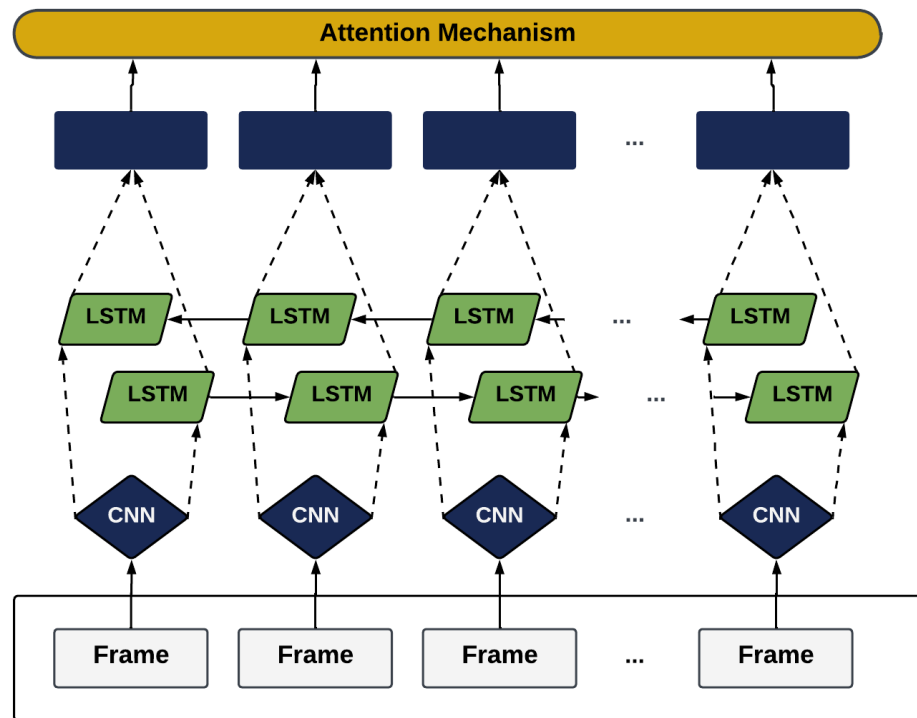 Attention Mechanism
...
LSTM LSTM LSTM ... LSTM
LSTM LSTM LSTM ... LSTM
CNN CNN CNN ... CNN
Frame Frame Frame ... Frame